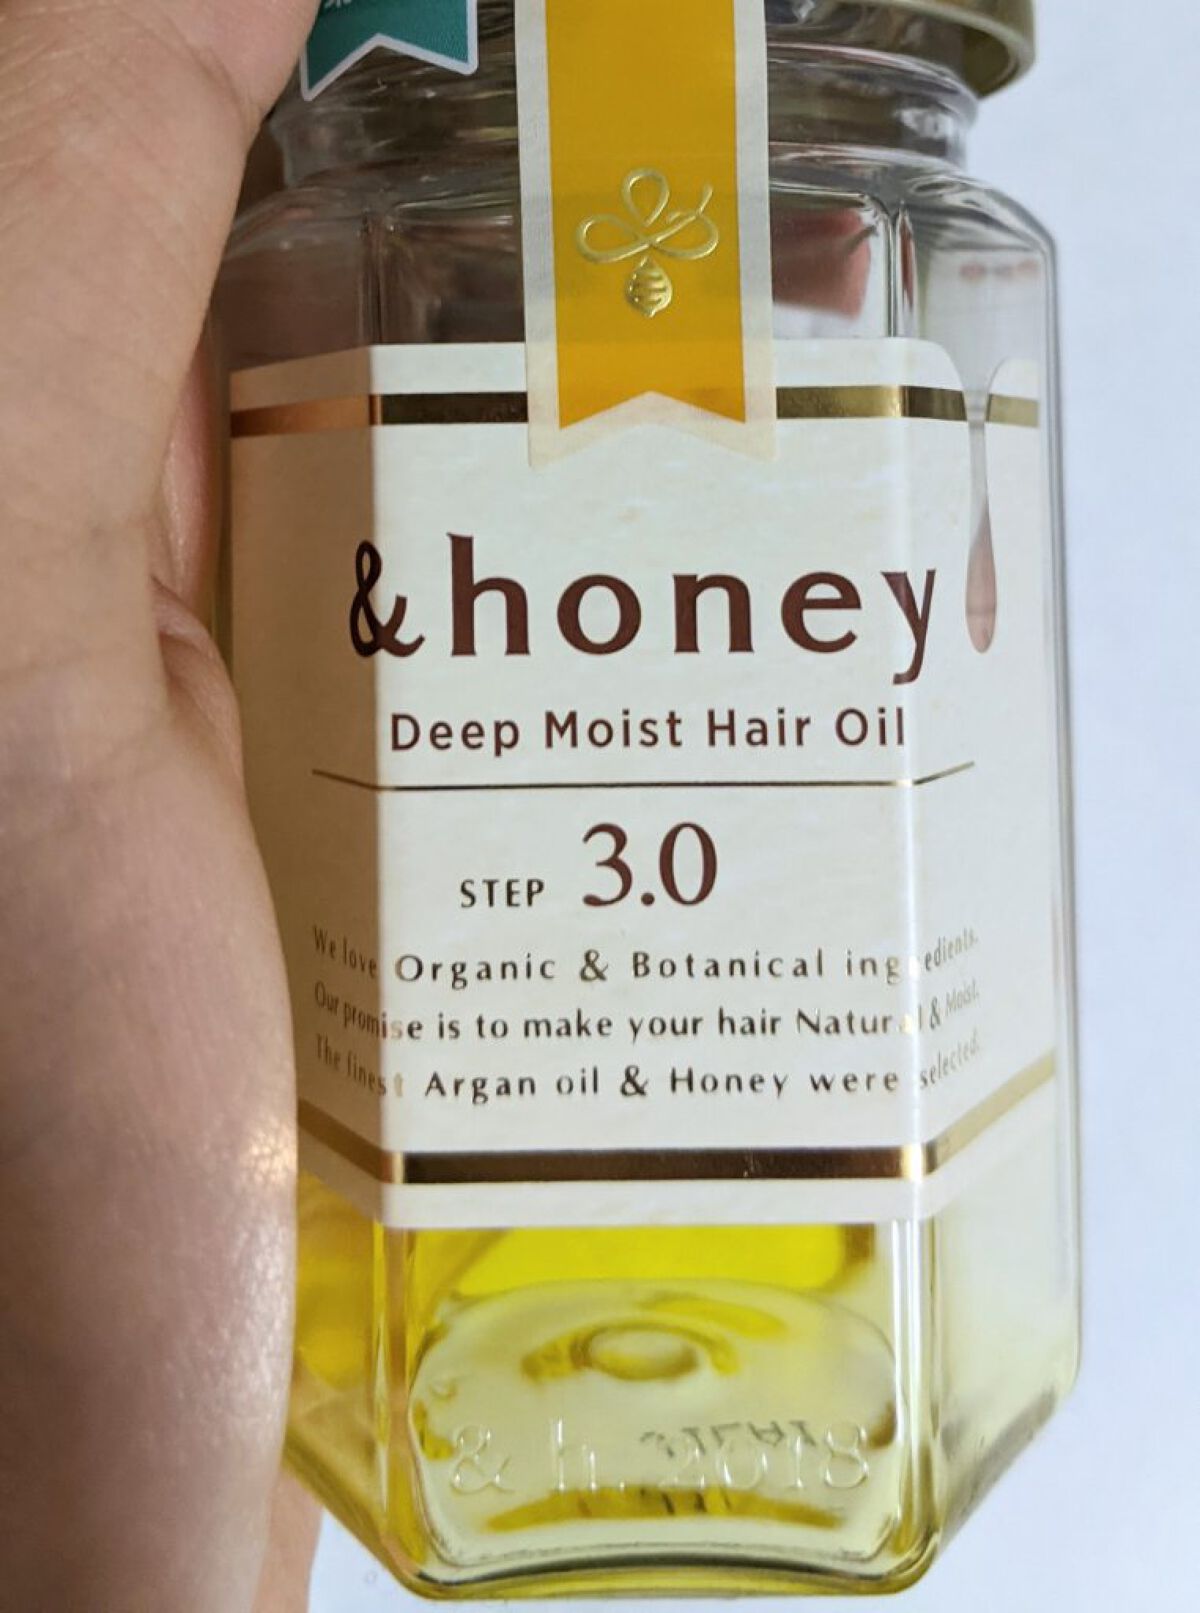 &honey
Deep Moist Hair Oil
STEP 3.0
We love Organic & Botanical ingredients.
Our promise is to make your hair Natural & Moist.
The finest Argan oil & Honey were selected.
& h. 2018